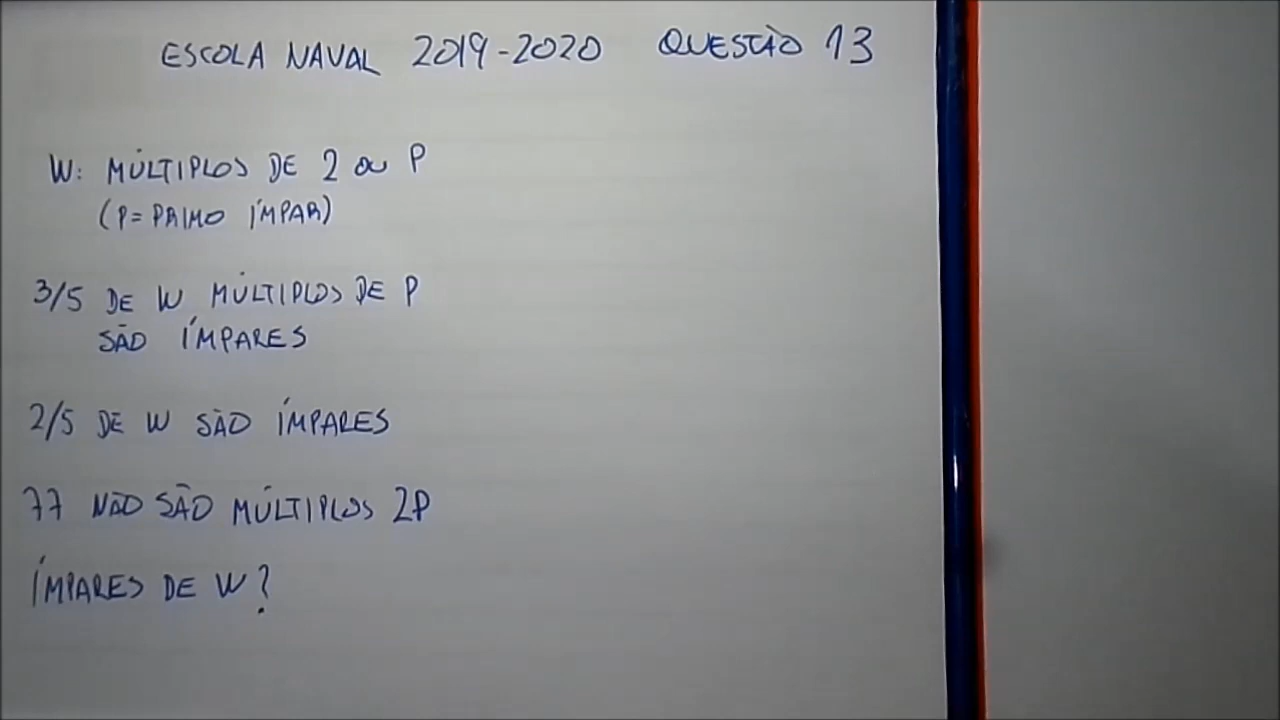 ESCOLA NAVAL 2019-2020 QUESTÃO 13
W: MÚLTIPLOS DE 2 OU P
(P = PRIMO ÍMPAR)
3/5 DE W MÚLTIPLOS DE P
SÃO ÍMPARES
2/5 DE W SÃO ÍMPARES
77 NÃO SÃO MÚLTIPLOS 2P
ÍMPARES DE W?